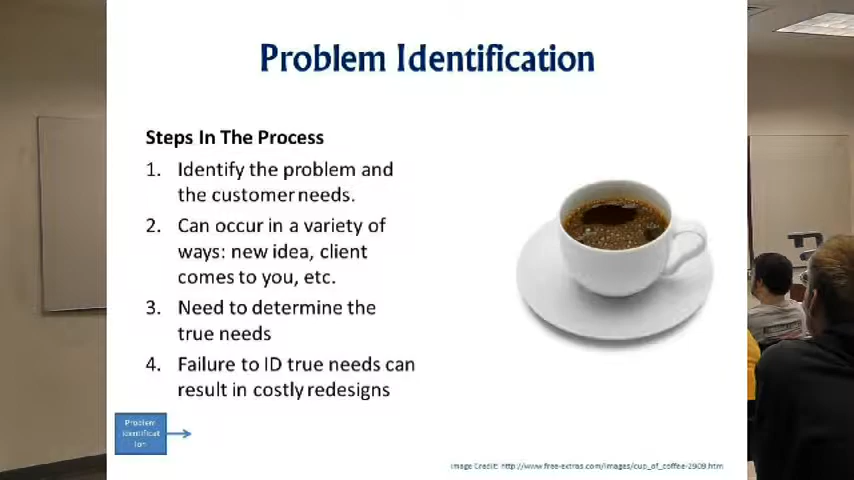 Problem Identification
Steps In The Process
1. Identify the problem and
the customer needs.
2. Can occur in a variety of
ways: new idea, client
comes to you, etc.
3. Need to determine the
true needs
4. Failure to ID true needs can
result in costly redesigns
Problem
Identificat
ion
Image Credit: http://www.free-extras.com/images/cup_of_coffee-2909.htm